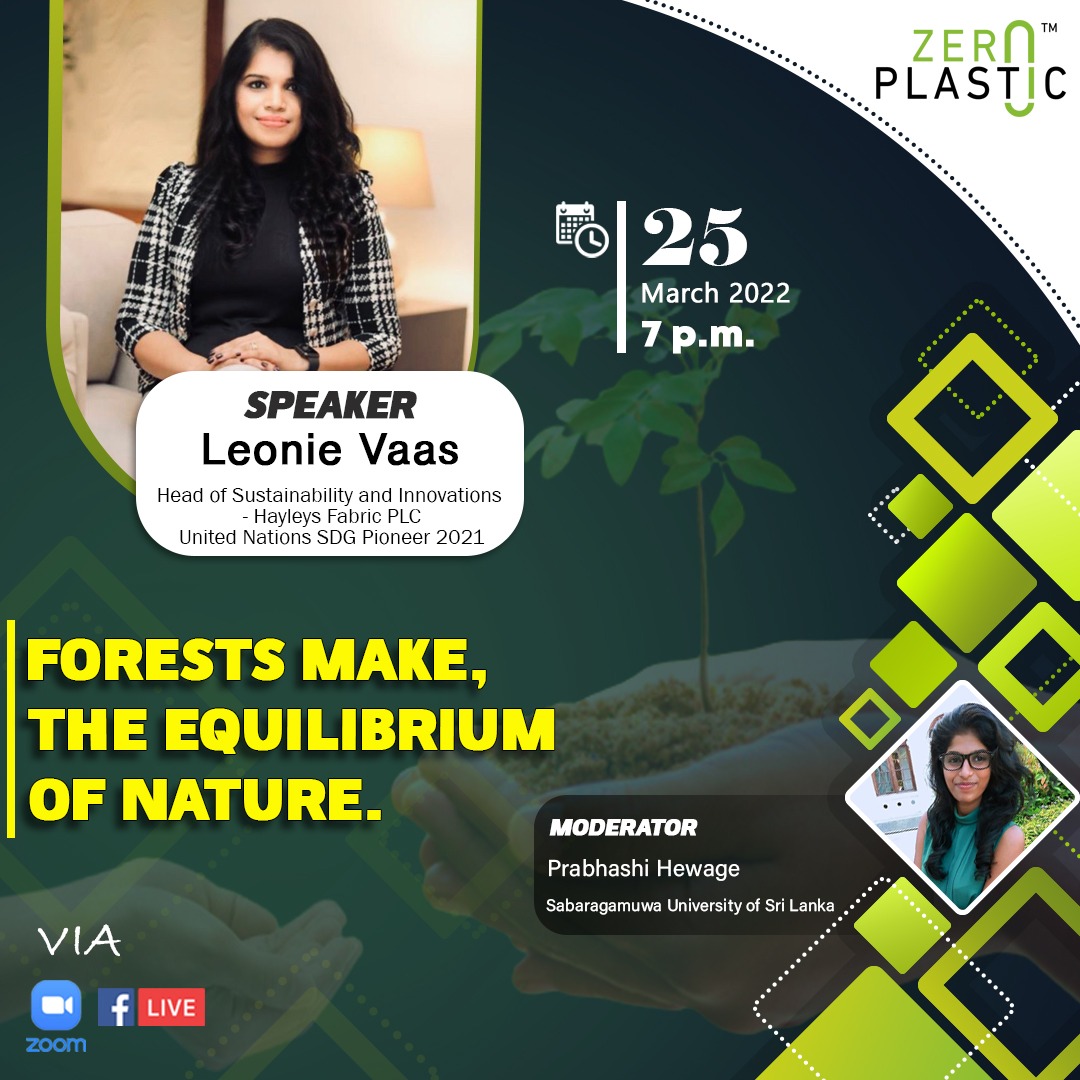 ZERO™
PLASTIC
25
March 2022
7 p.m.
SPEAKER
Leonie Vaas
Head of Sustainability and Innovations
- Hayleys Fabric PLC
United Nations SDG Pioneer 2021
FORESTS MAKE,
THE EQUILIBRIUM
OF NATURE.
MODERATOR
Prabhashi Hewage
Sabaragamuwa University of Sri Lanka
VIA
zoom
f LIVE